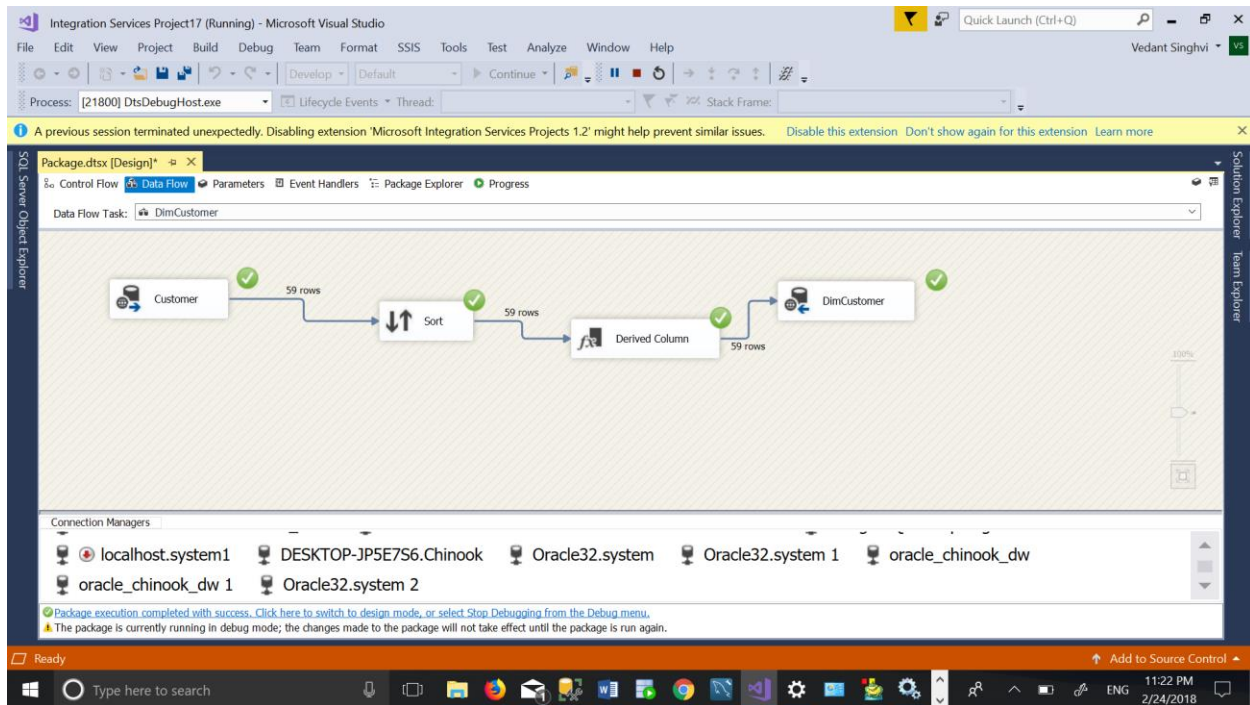 Integration Services Project17 (Running) - Microsoft Visual Studio
Quick Launch (Ctrl+Q)
File Edit View Project Build Debug Team Format SSIS Tools Test Analyze Window Help
Vedant Singhvi
VS
Develop Default Continue
Process: [21800] DtsDebugHost.exe Lifecycle Events Thread: Stack Frame:
A previous session terminated unexpectedly. Disabling extension 'Microsoft Integration Services Projects 1.2' might help prevent similar issues. Disable this extension Don't show again for this extension Learn more
SQL Server Object Explorer
Package.dtsx [Design]*
Control Flow Data Flow Parameters Event Handlers Package Explorer Progress
Data Flow Task: DimCustomer
Solution Explorer
Team Explorer
Customer
59 rows
Sort
59 rows
Derived Column
59 rows
DimCustomer
100%
Connection Managers
localhost.system1 DESKTOP-JP5E7S6.Chinook Oracle32.system Oracle32.system 1 oracle_chinook_dw
oracle_chinook_dw 1 Oracle32.system 2
Package execution completed with success. Click here to switch to design mode, or select Stop Debugging from the Debug menu.
The package is currently running in debug mode; the changes made to the package will not take effect until the package is run again.
Ready
Add to Source Control
Type here to search
ENG
11:22 PM
2/24/2018